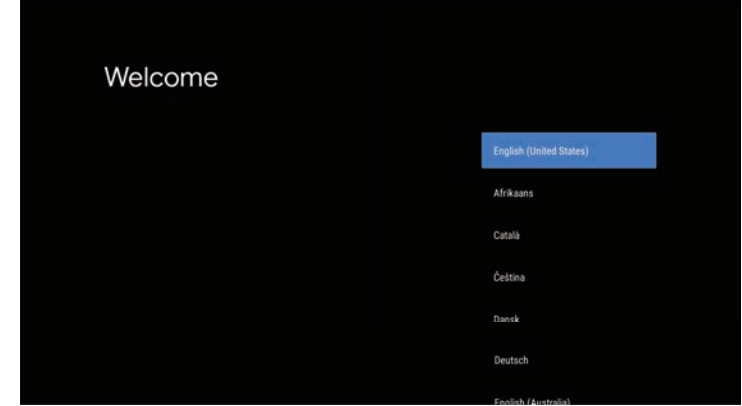 Welcome
English (United States)
Afrikaans
Català
Čeština
Dansk
Deutsch
English (Australia)